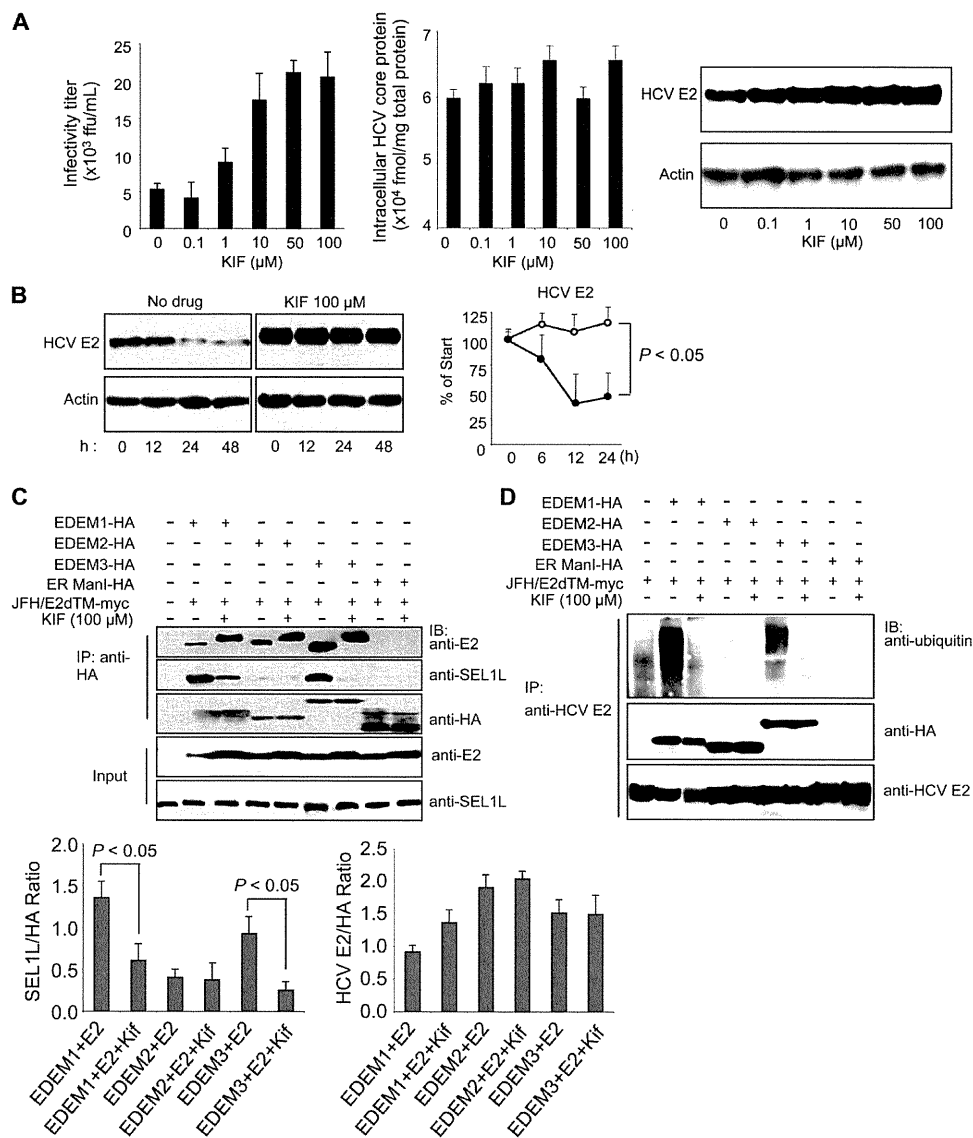 A
Infectivity titer
(x10³ ffu/mL)
25
20
15
10
5
0
0 0.1 1 10 50 100
KIF (µM)
Intracellular HCV core protein
(x10⁴ fmol/mg total protein)
7
6
6
4
0 0.1 1 10 50 100
KIF (µM)
HCV E2
Actin
0 0.1 1 10 50 100
KIF (µM)
B
No drug KIF 100 µM
HCV E2
Actin
h : 0 12 24 48 0 12 24 48
HCV E2
% of Start
125
100
75
50
25
0
0 6 12 24 (h)
P < 0.05
C
EDEM1-HA - + + - - - - - -
EDEM2-HA - - - + + - - - -
EDEM3-HA - - - - - + + - -
ER ManI-HA - - - - - - - + +
JFH/E2dTM-myc - + + + + + + + +
KIF (100 µM) - - + - + - + - +
IP: anti-
HA
IB:
anti-E2
anti-SEL1L
anti-HA
Input
anti-E2
anti-SEL1L
SEL1L/HA Ratio
2.0
1.5
1.0
0.5
0.0
P < 0.05
P < 0.05
EDEM1+E2
EDEM1+E2+Kif
EDEM2+E2
EDEM2+E2+Kif
EDEM3+E2
EDEM3+E2+Kif
HCV E2/HA Ratio
2.5
2.0
1.5
1.0
0.5
0.0
EDEM1+E2
EDEM1+E2+Kif
EDEM2+E2
EDEM2+E2+Kif
EDEM3+E2
EDEM3+E2+Kif
D
EDEM1-HA - + + - - - - - -
EDEM2-HA - - - + + - - - -
EDEM3-HA - - - - - + + - -
ER ManI-HA - - - - - - - + +
JFH/E2dTM-myc + + + + + + + + +
KIF (100 µM) - - + - + - + - +
IP:
anti-HCV E2
IB:
anti-ubiquitin
anti-HA
anti-HCV E2